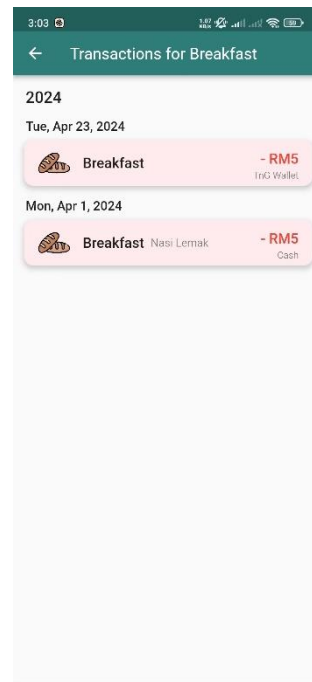 3:03
Transactions for Breakfast
2024
Tue, Apr 23, 2024
Breakfast - RM5
TnG Wallet
Mon, Apr 1, 2024
Breakfast Nasi Lemak - RM5
Cash